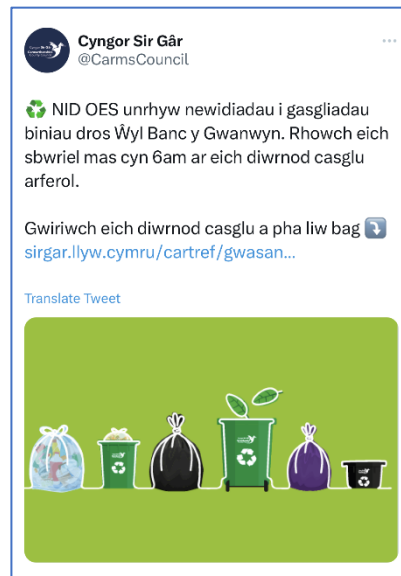 Cyngor Sir Gâr
@CarmsCouncil
♻️ NID OES unrhyw newidiadau i gasgliadau
biniau dros Ŵyl Banc y Gwanwyn. Rhowch eich
sbwriel mas cyn 6am ar eich diwrnod casglu
arferol.
Gwiriwch eich diwrnod casglu a pha liw bag ⤵️
sirgar.llyw.cymru/cartref/gwasan...
Translate Tweet